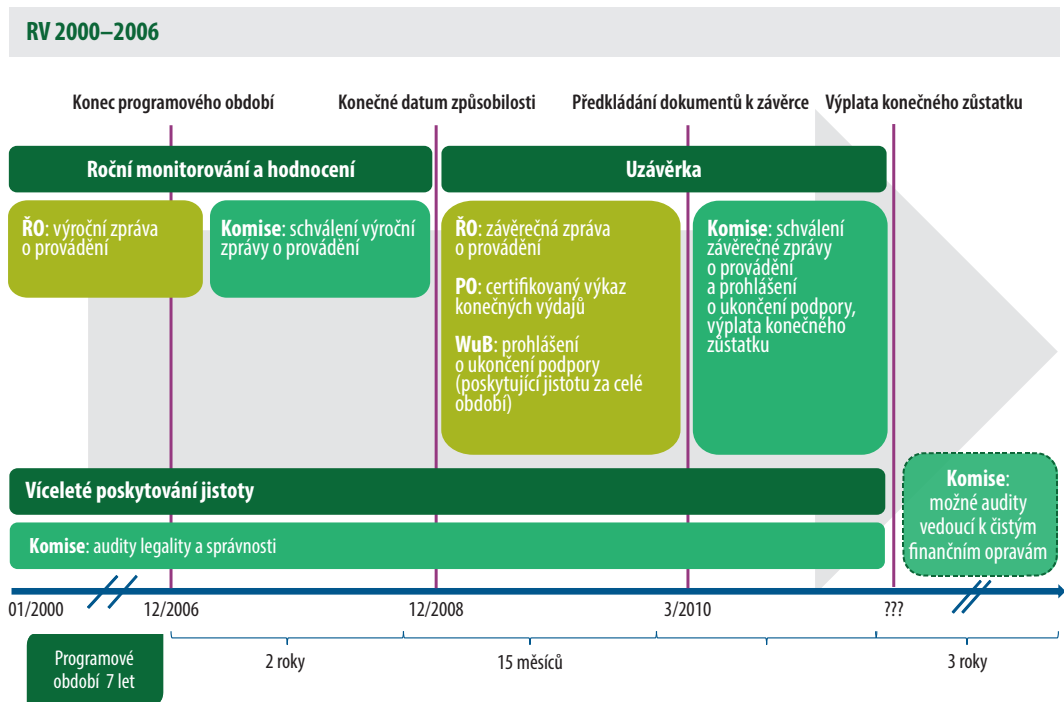 RV 2000–2006
Konec programového období
Konečné datum způsobilosti
Předkládání dokumentů k závěrce
Výplata konečného zůstatku
Roční monitorování a hodnocení
Uzávěrka
ŘO: výroční zpráva
o provádění
Komise: schválení výroční
zprávy o provádění
ŘO: závěrečná zpráva
o provádění
PO: certifikovaný výkaz
konečných výdajů
WuB: prohlášení
o ukončení podpory
(poskytující jistotu za celé
období)
Komise: schválení
závěrečné zprávy
o provádění
a prohlášení
o ukončení podpory,
výplata konečného
zůstatku
Víceleté poskytování jistoty
Komise: audity legality a správnosti
Komise:
možné audity
vedoucí k čistým
finančním opravám
01/2000
12/2006
12/2008
3/2010
???
Programové
období 7 let
2 roky
15 měsíců
3 roky